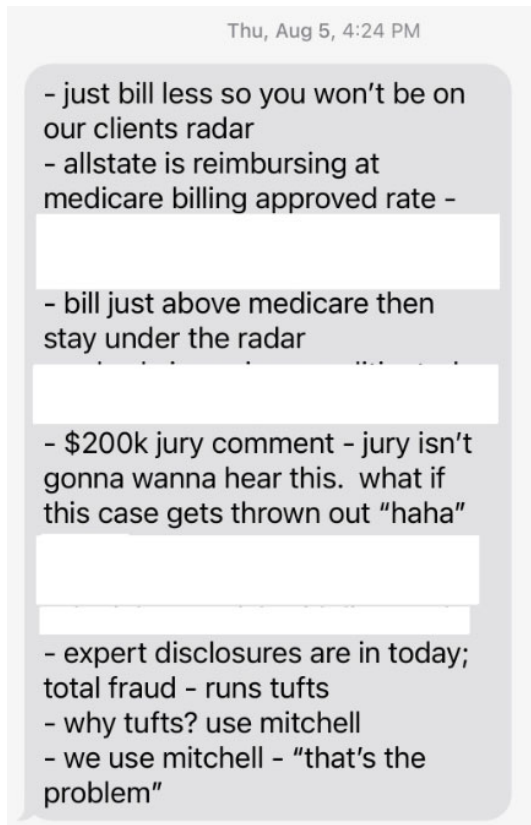 Thu, Aug 5, 4:24 PM
- just bill less so you won’t be on
our clients radar
- allstate is reimbursing at
medicare billing approved rate -
- bill just above medicare then
stay under the radar
- $200k jury comment - jury isn’t
gonna wanna hear this.  what if
this case gets thrown out “haha”
- expert disclosures are in today;
total fraud - runs tufts
- why tufts? use mitchell
- we use mitchell - “that’s the
problem”